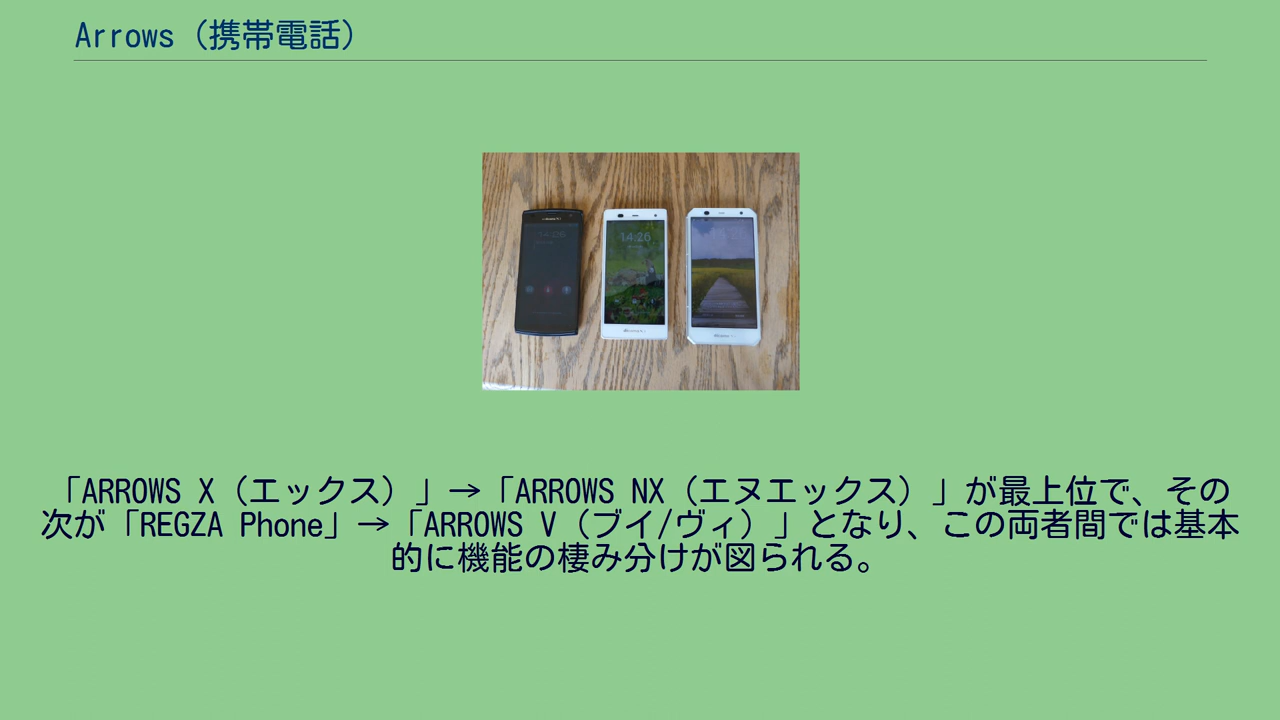 Arrows（携帯電話）
14:26
「ARROWS X（エックス）」→「ARROWS NX（エヌエックス）」が最上位で、その
次が「REGZA Phone」→「ARROWS V（ブイ/ヴィ）」となり、この両者間では基本
的に機能の棲み分けが図られる。